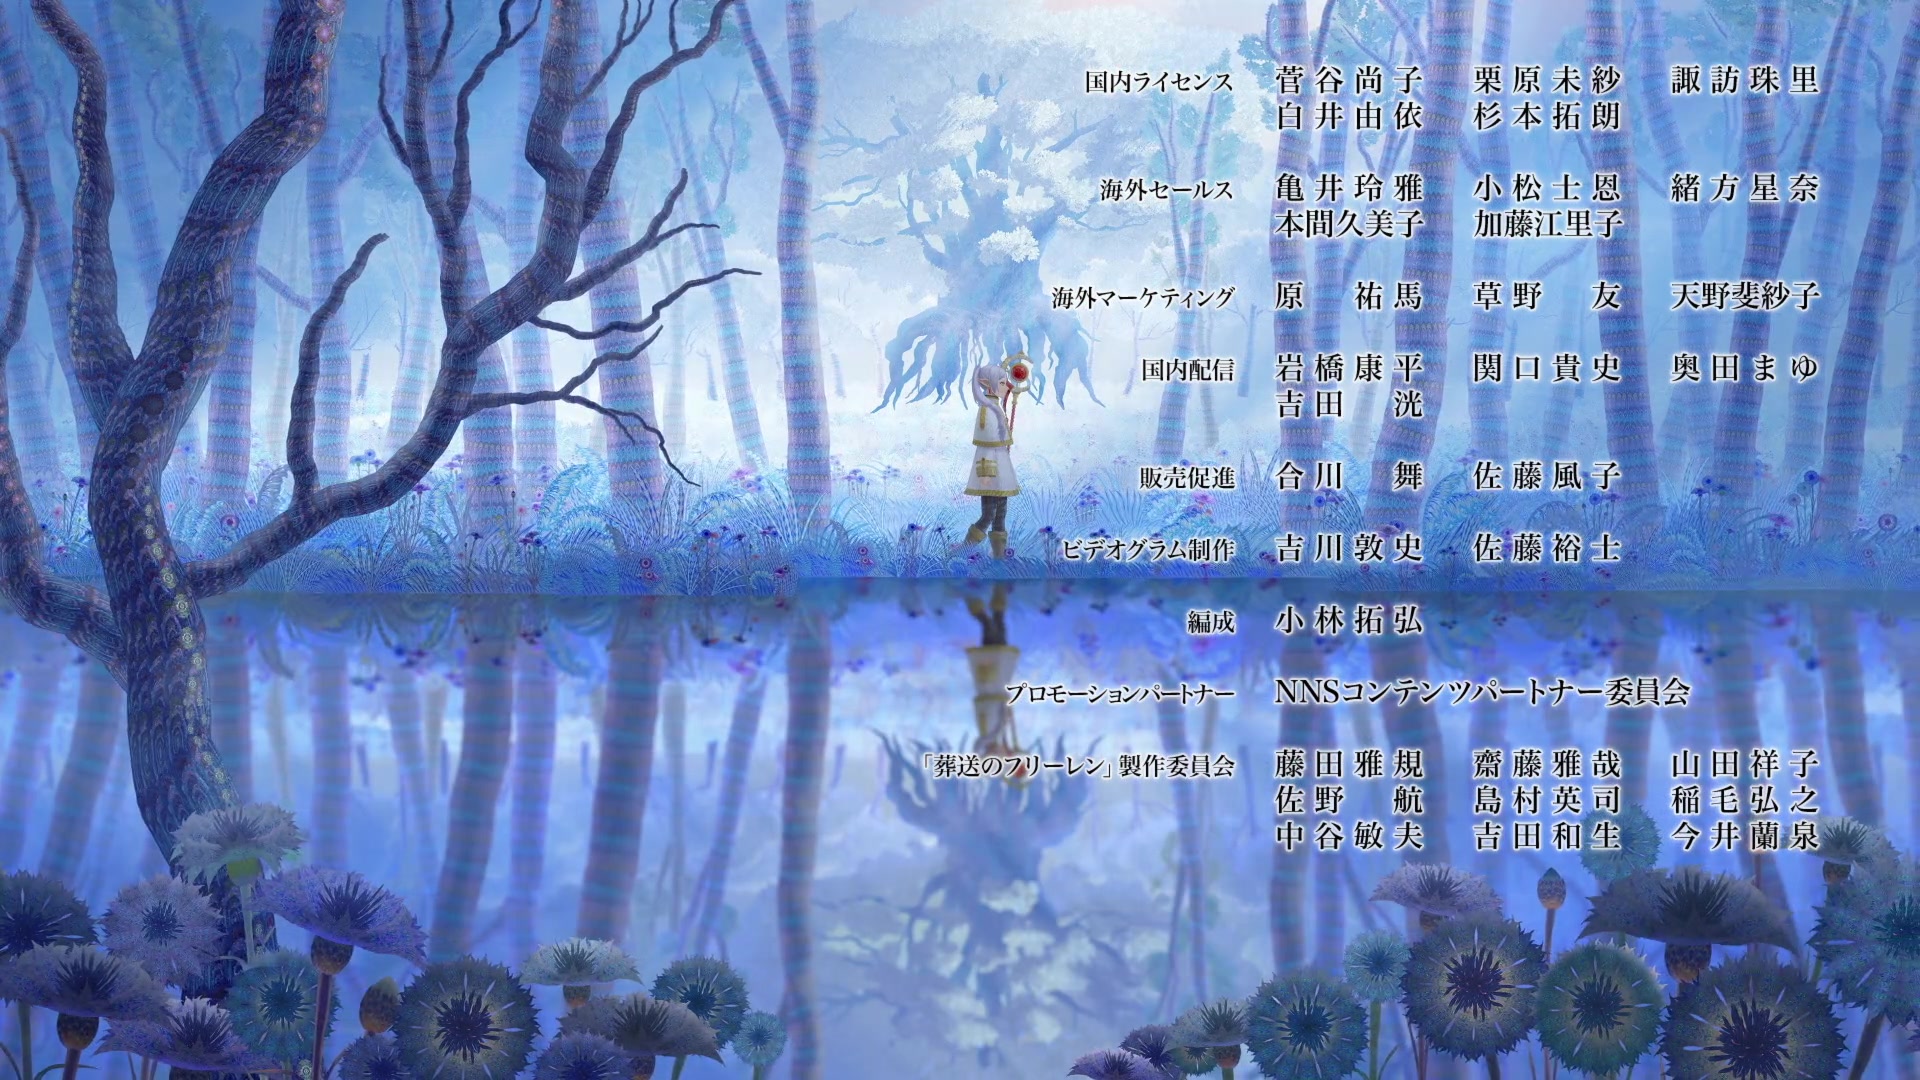 国内ライセンス 菅谷尚子 栗原未紗 諏訪珠里
白井由依 杉本拓朗
海外セールス 亀井玲雅 小松士恩 緒方星奈
本間久美子 加藤江里子
海外マーケティング 原 祐馬 草野 友 天野斐紗子
国内配信 岩橋康平 関口貴史 奥田まゆ
吉田 洸
販売促進 合川 舞 佐藤風子
ビデオグラム制作 吉川敦史 佐藤裕士
編成 小林拓弘
プロモーションパートナー NNSコンテンツパートナー委員会
「葬送のフリーレン」製作委員会 藤田雅規 齋藤雅哉 山田祥子
佐野 航 島村英司 稲毛弘之
中谷敏夫 吉田和生 今井蘭泉